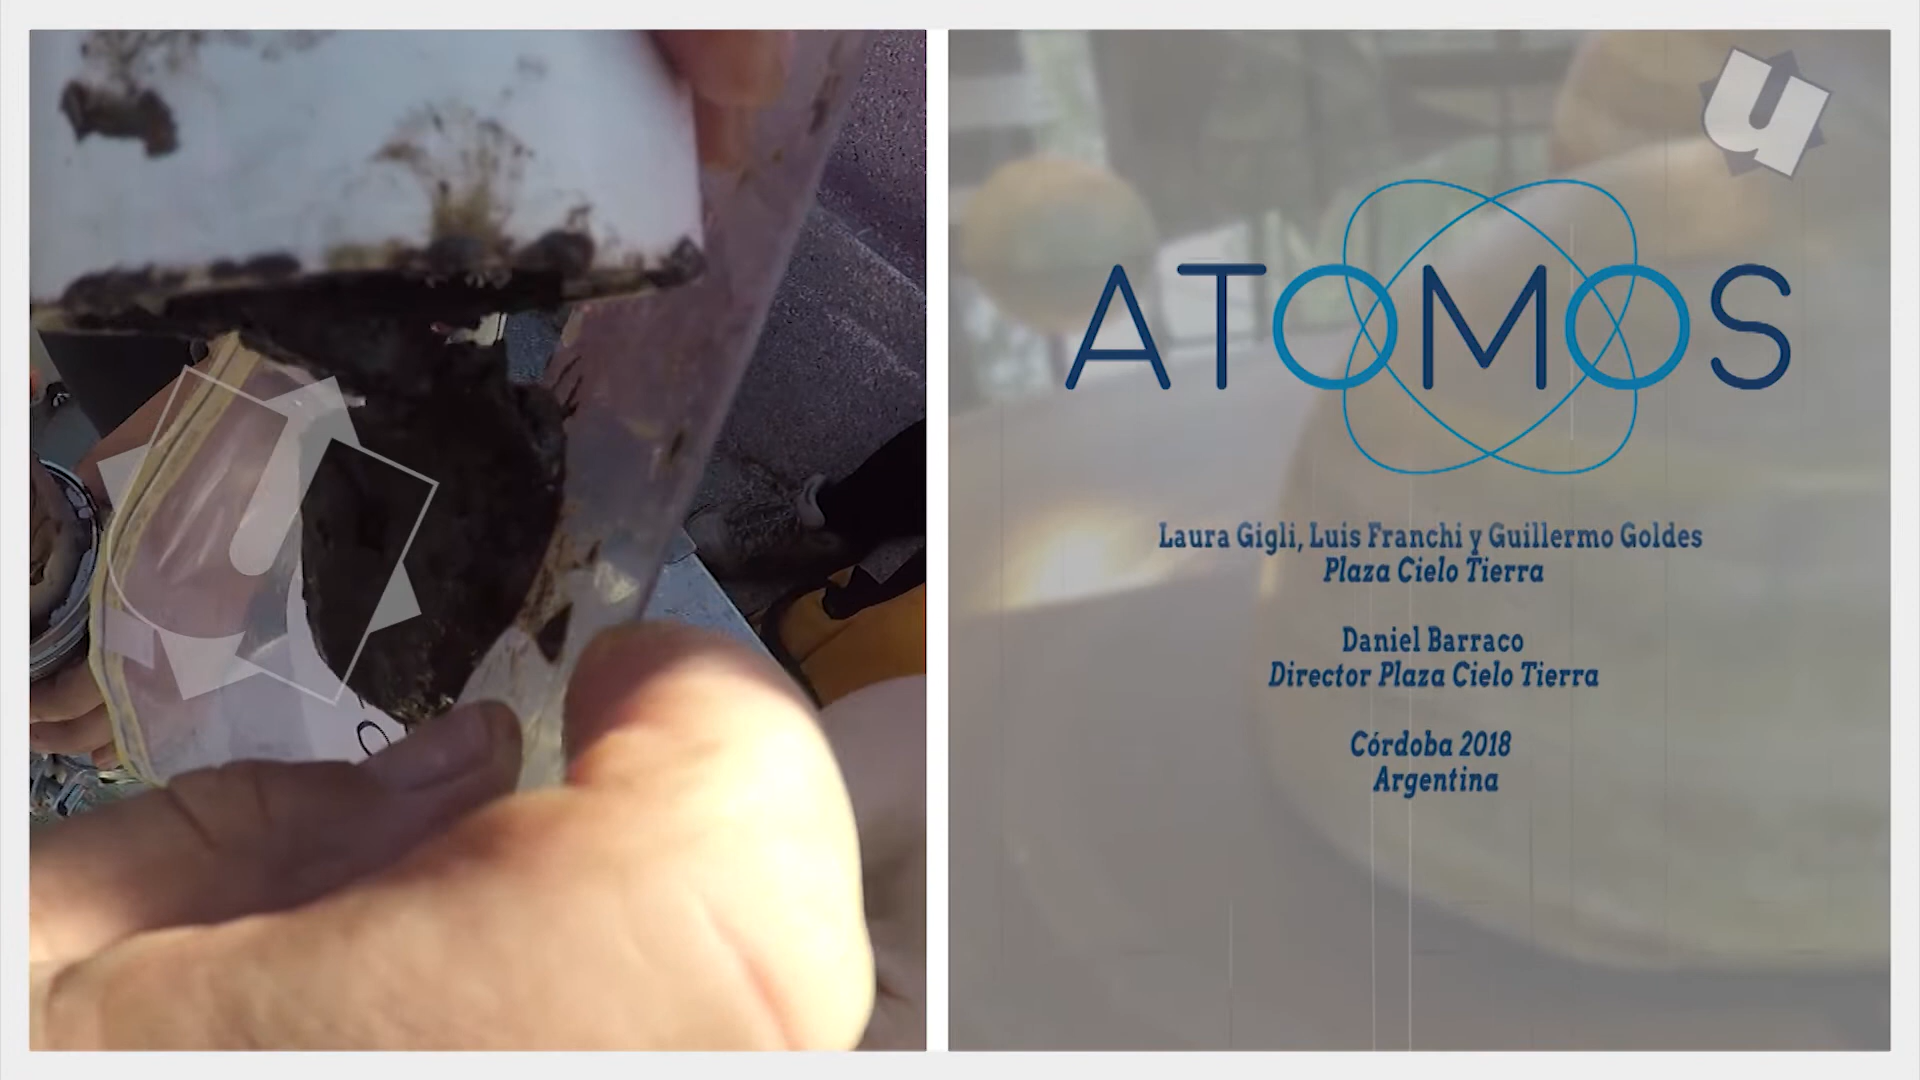 U
ATOMOS
Laura Gigli, Luis Franchi y Guillermo Goldes
Plaza Cielo Tierra
Daniel Barraco
Director Plaza Cielo Tierra
Córdoba 2018
Argentina